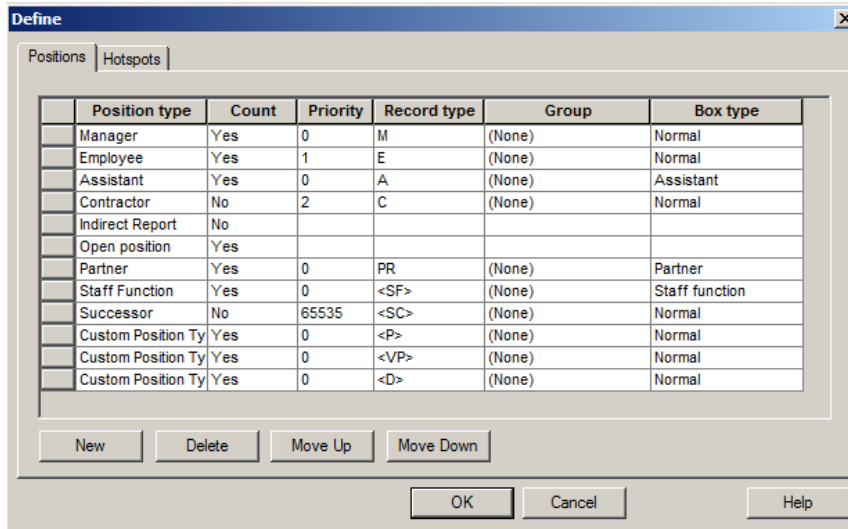 Define
Positions Hotspots
Position type Count Priority Record type Group Box type
Manager Yes 0 M (None) Normal
Employee Yes 1 E (None) Normal
Assistant Yes 0 A (None) Assistant
Contractor No 2 C (None) Normal
Indirect Report No
Open position Yes
Partner Yes 0 PR (None) Partner
Staff Function Yes 0 <SF> (None) Staff function
Successor No 65535 <SC> (None) Normal
Custom Position Ty Yes 0 <P> (None) Normal
Custom Position Ty Yes 0 <VP> (None) Normal
Custom Position Ty Yes 0 <D> (None) Normal
New Delete Move Up Move Down
OK Cancel Help